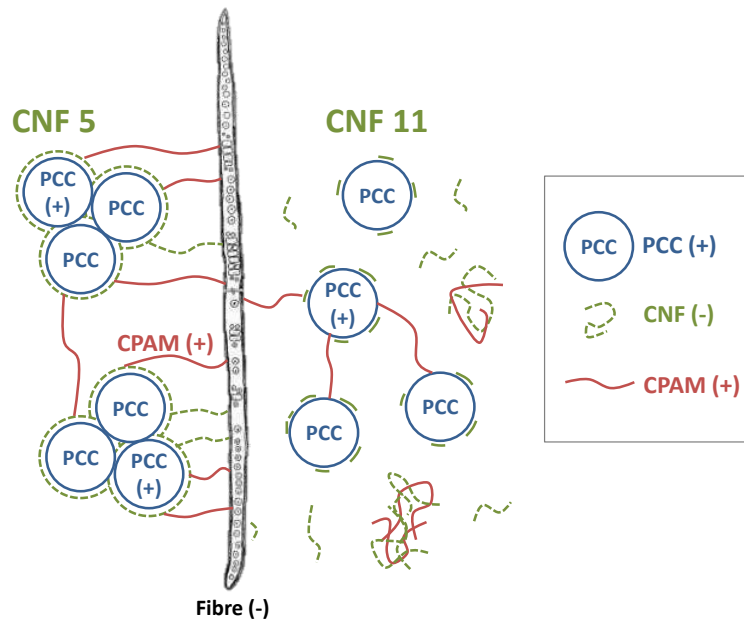 CNF 5
CNF 11
PCC
(+)
PCC
PCC
CPAM (+)
PCC
PCC
PCC
(+)
PCC
PCC
(+)
PCC
PCC
Fibre (-)
PCC
PCC (+)
CNF (-)
CPAM (+)